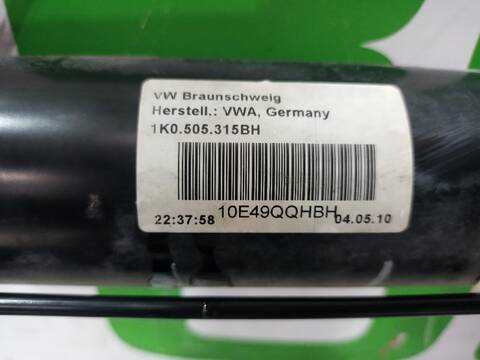 VW Braunschweig
Herstell.: VWA, Germany
1K0.505.315BH
10E49QQHBH
22:37:58 04.05.10